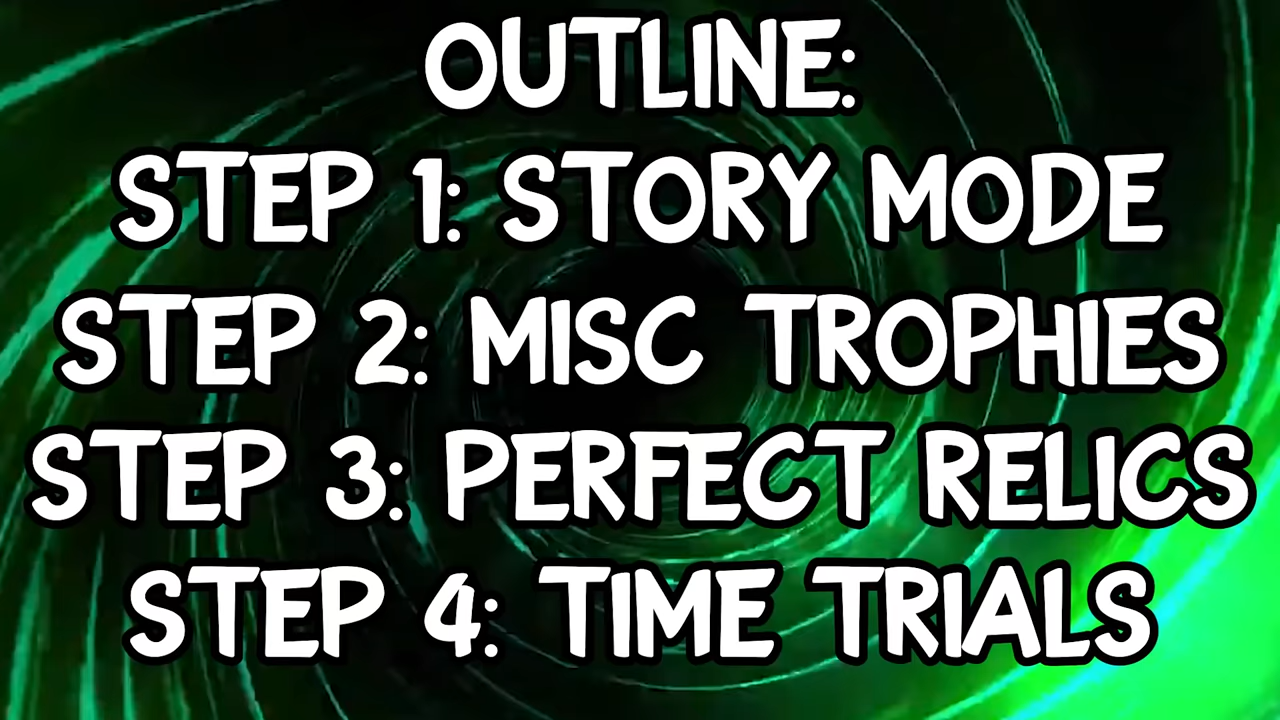 OUTLINE:
STEP 1: STORY MODE
STEP 2: MISC TROPHIES
STEP 3: PERFECT RELICS
STEP 4: TIME TRIALS